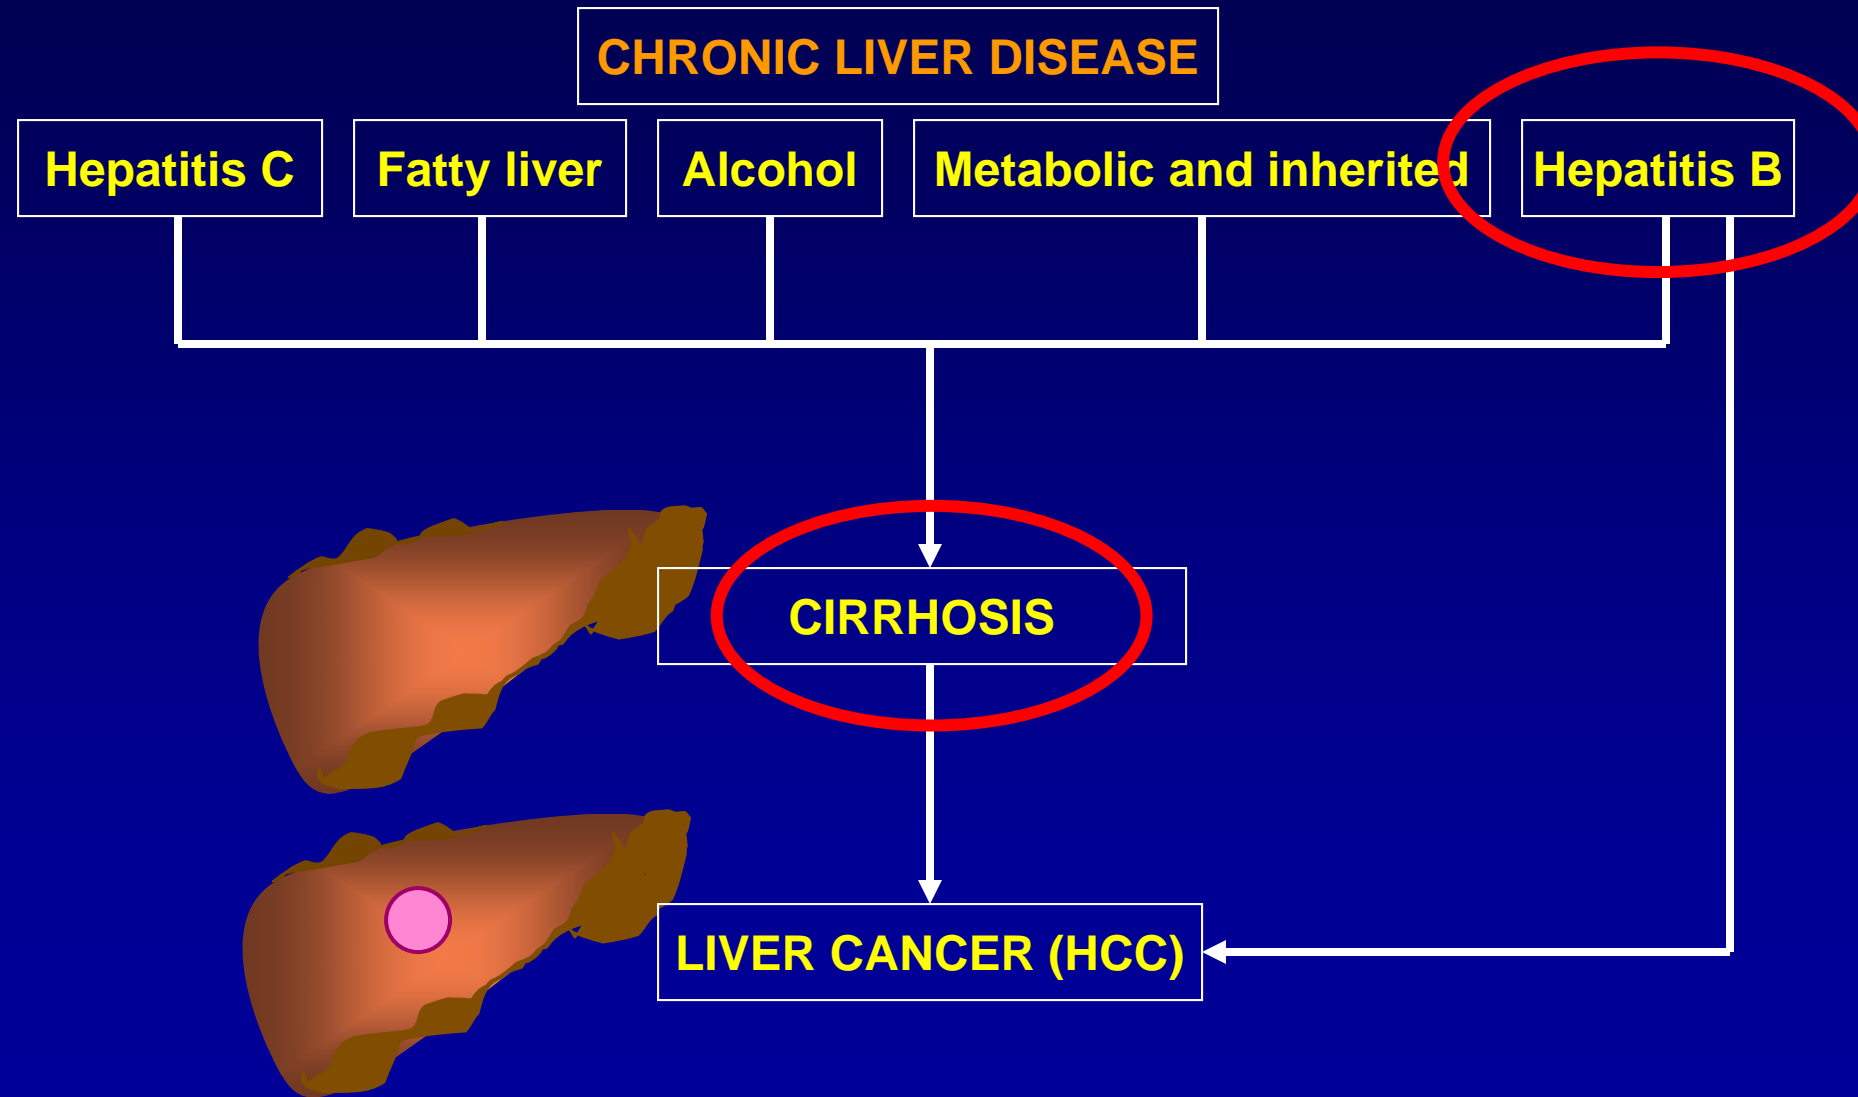 CHRONIC LIVER DISEASE
Hepatitis C
Fatty liver
Alcohol
Metabolic and inherited
Hepatitis B
CIRRHOSIS
LIVER CANCER (HCC)